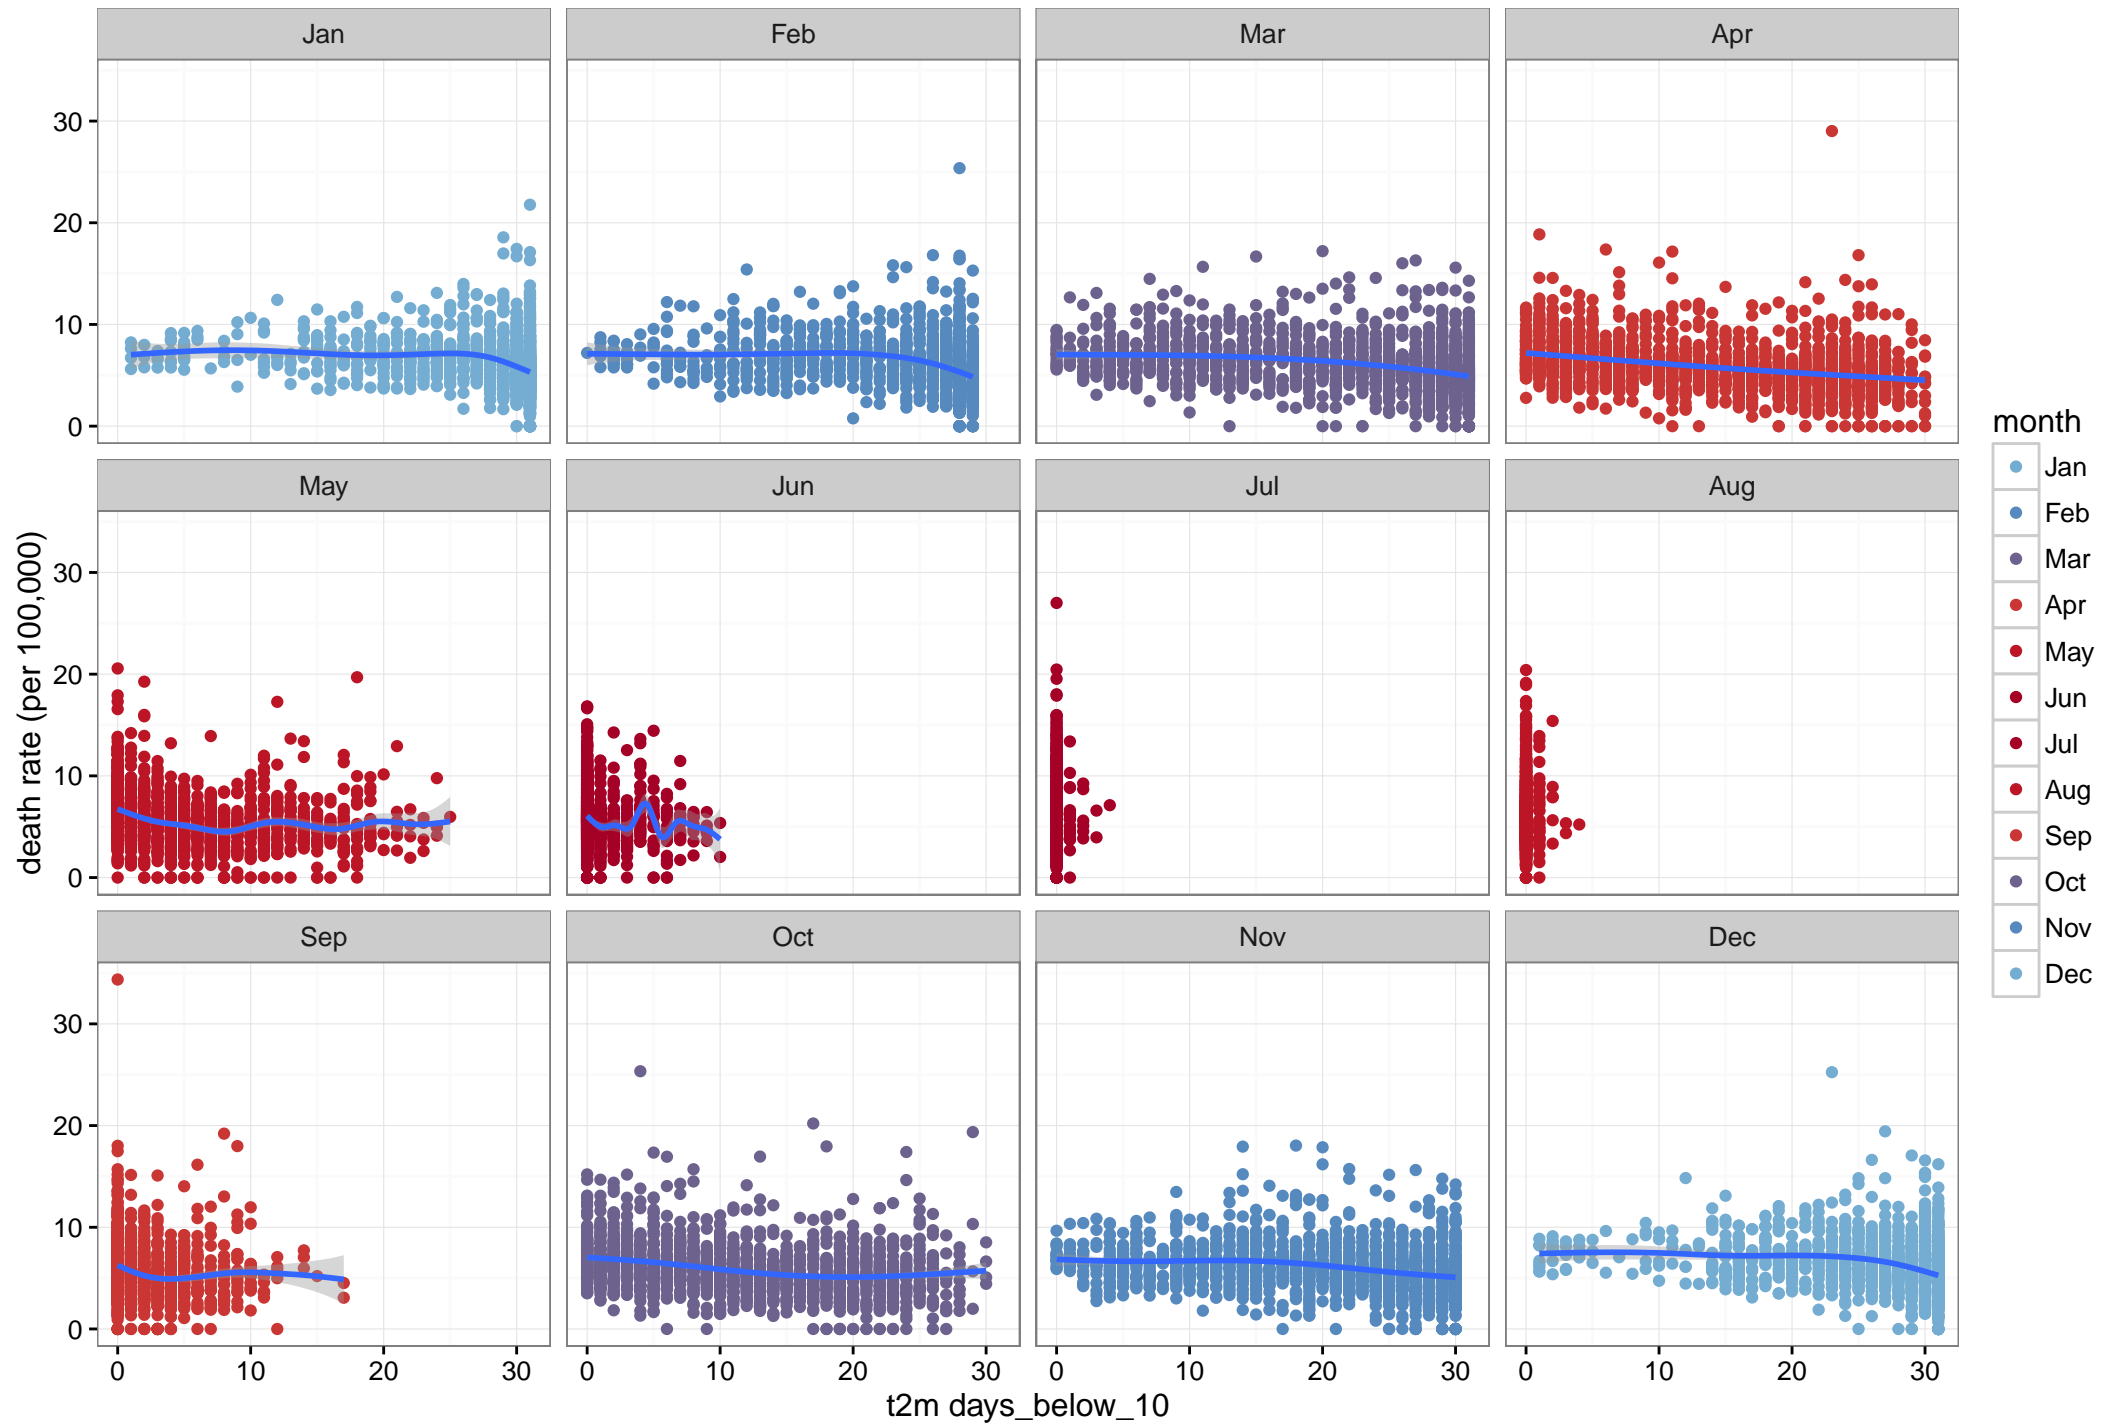 Jan Feb Mar Apr
30
20
10
0
May Jun Jul Aug
30
20
10
0
Sep Oct Nov Dec
30
20
10
0
0 10 20 30 0 10 20 30 0 10 20 30 0 10 20 30
t2m days_below_10
death rate (per 100,000)
month
Jan
Feb
Mar
Apr
May
Jun
Jul
Aug
Sep
Oct
Nov
Dec